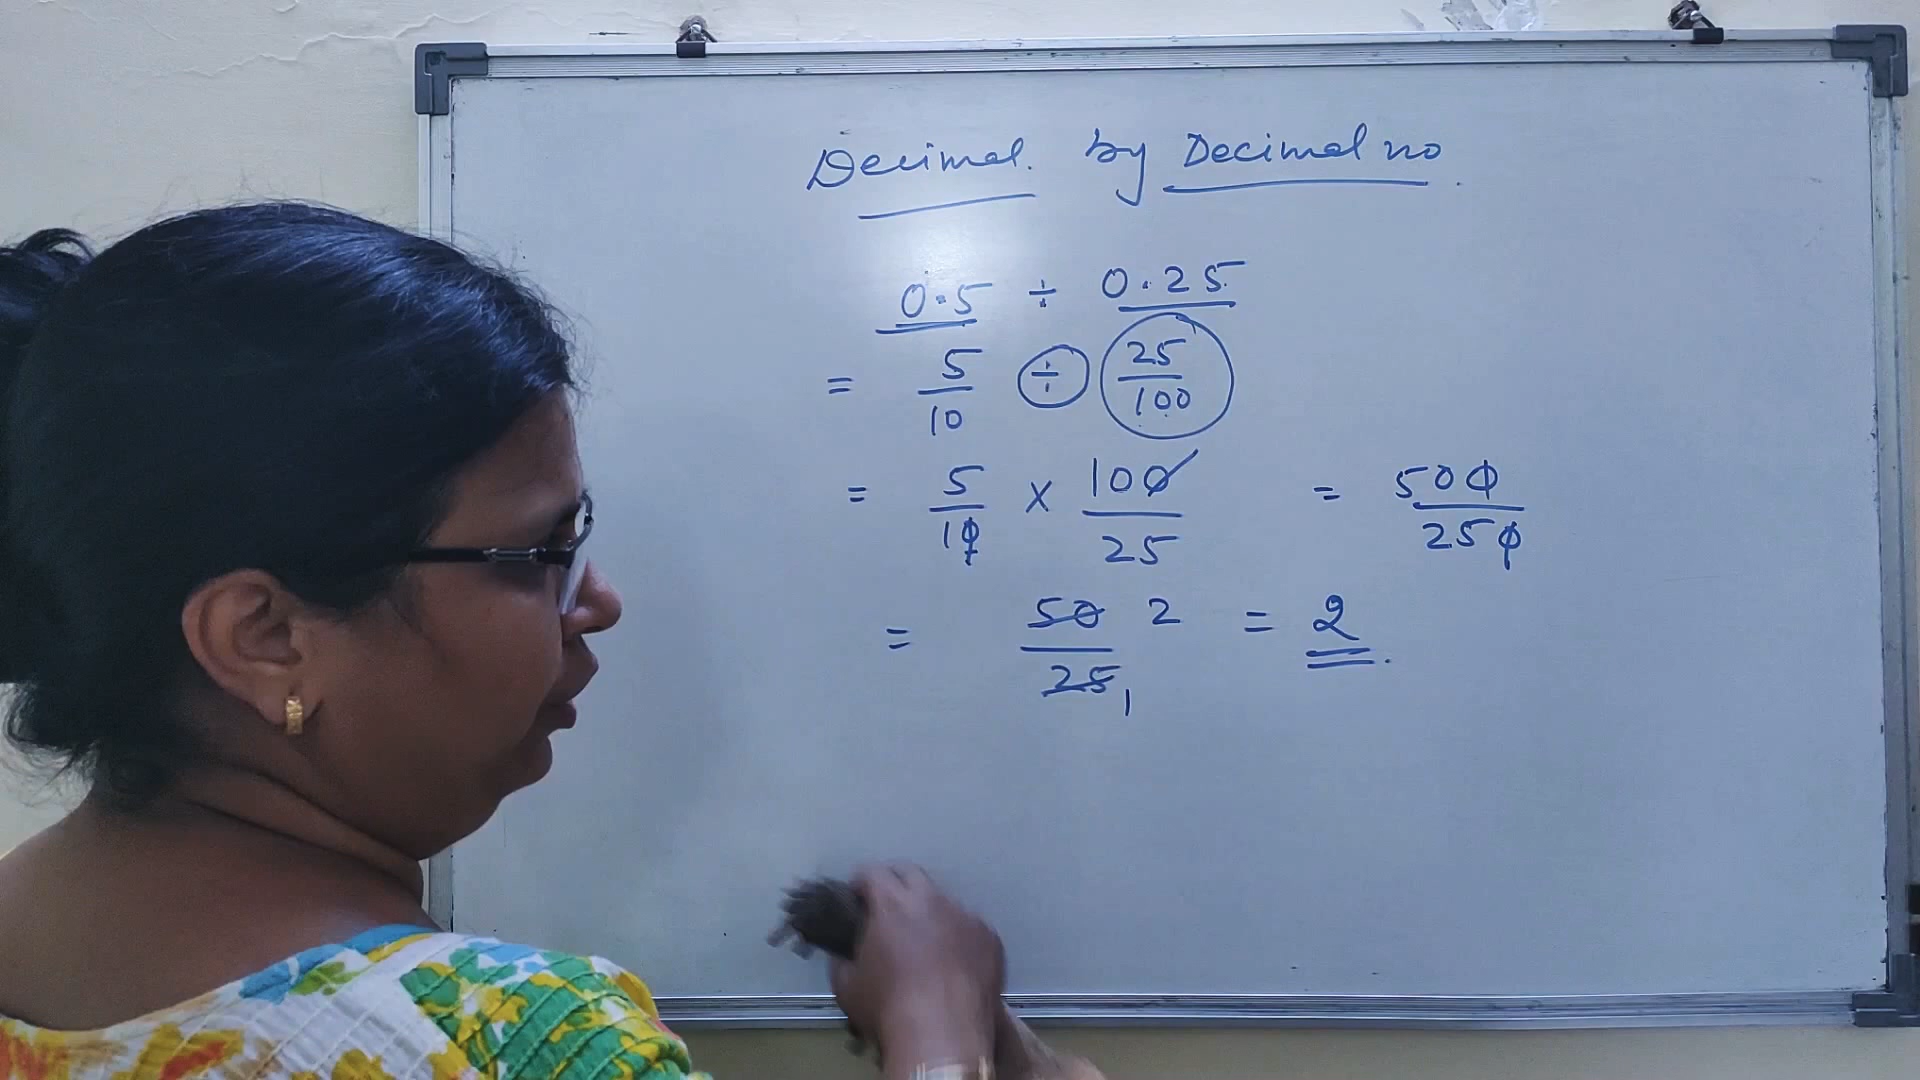 Decimal. by Decimal no.
0.5 ÷ 0.25
= 5/10 ÷ 25/100
= 5/10 × 100/25 = 500/250
= 50/25 2 1 = 2.